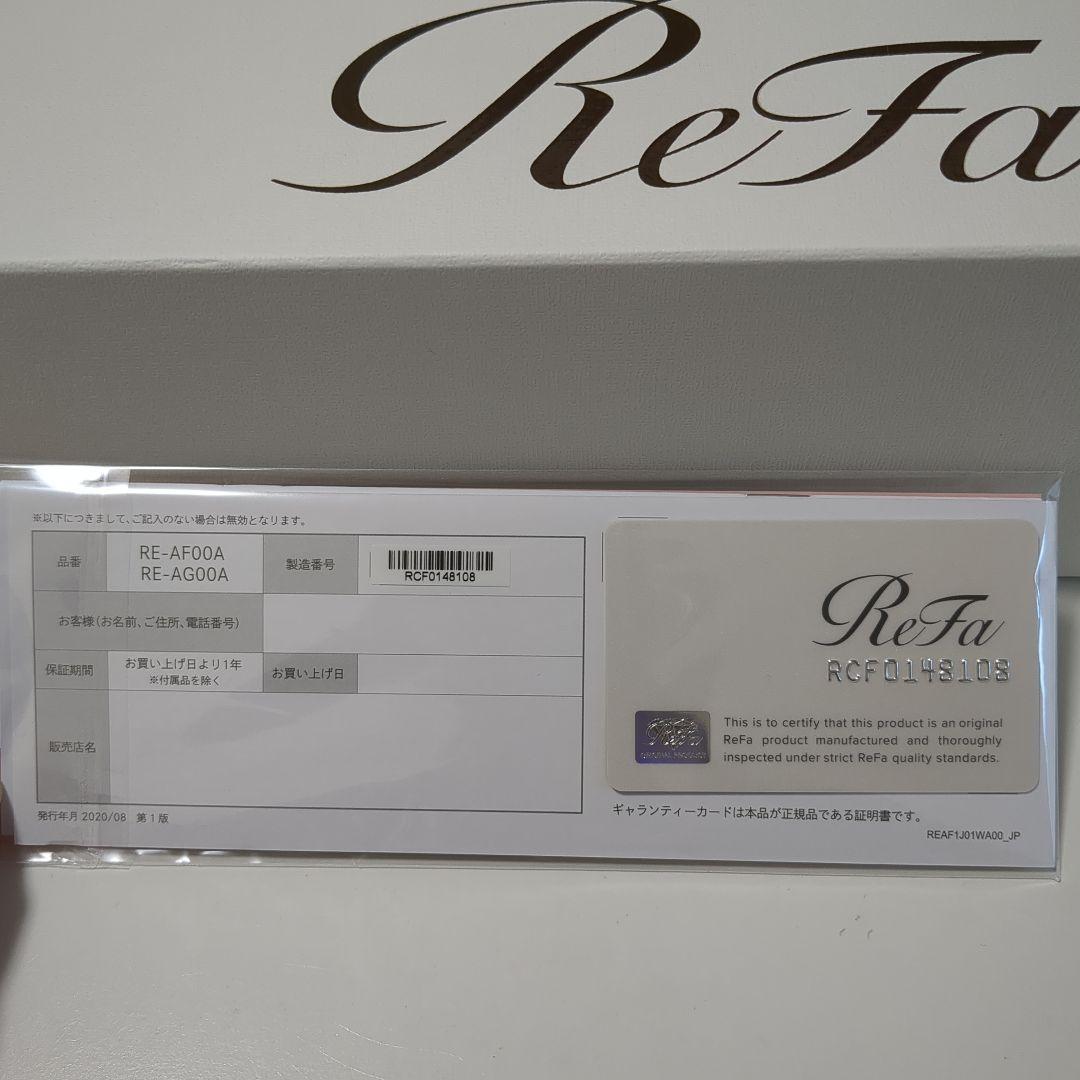 ReFa
※以下につきまして、ご記入のない場合は無効となります。
品番
RE-AF00A
RE-AG00A
製造番号
RCF0148108
お客様(お名前、ご住所、電話番号)
保証期間
お買い上げ日より1年
※付属品を除く
お買い上げ日
販売店名
発行年月 2020/08 第1版
ReFa
RCF0148108
ReFa
ORIGINAL PRODUCT
This is to certify that this product is an original
ReFa product manufactured and thoroughly
inspected under strict ReFa quality standards.
ギャランティーカードは本品が正規品である証明書です。
REAF1J01WA00_JP